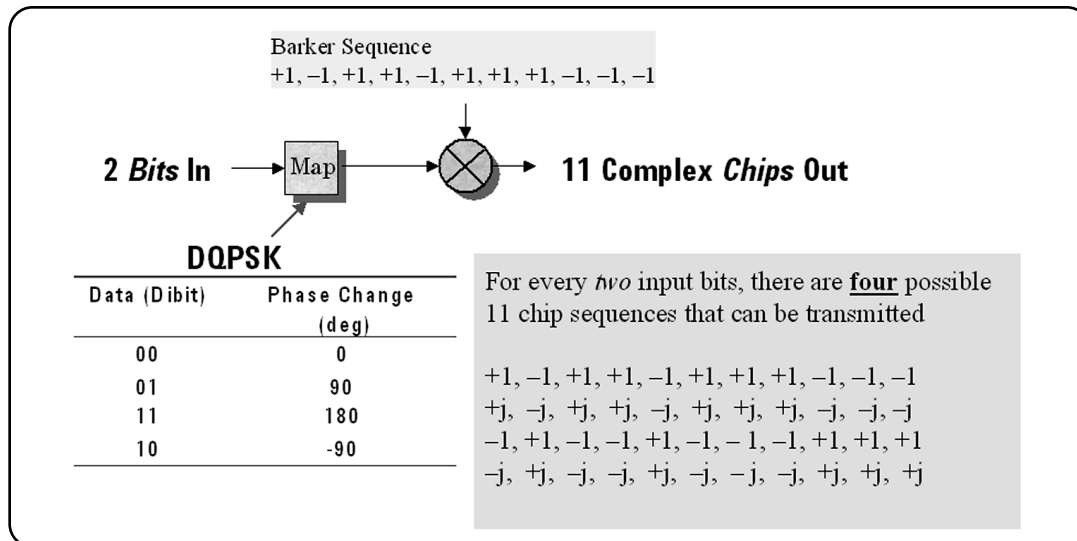 Barker Sequence
+1, –1, +1, +1, –1, +1, +1, +1, –1, –1, –1
2 Bits In
Map
11 Complex Chips Out
DQPSK
Data (Dibit) Phase Change
(deg)
00 0
01 90
11 180
10 -90
For every two input bits, there are four possible
11 chip sequences that can be transmitted
+1, –1, +1, +1, –1, +1, +1, +1, –1, –1, –1
+j, –j, +j, +j, –j, +j, +j, +j, –j, –j, –j
–1, +1, –1, –1, +1, –1, – 1, –1, +1, +1, +1
–j, +j, –j, –j, +j, –j, – j, –j, +j, +j, +j